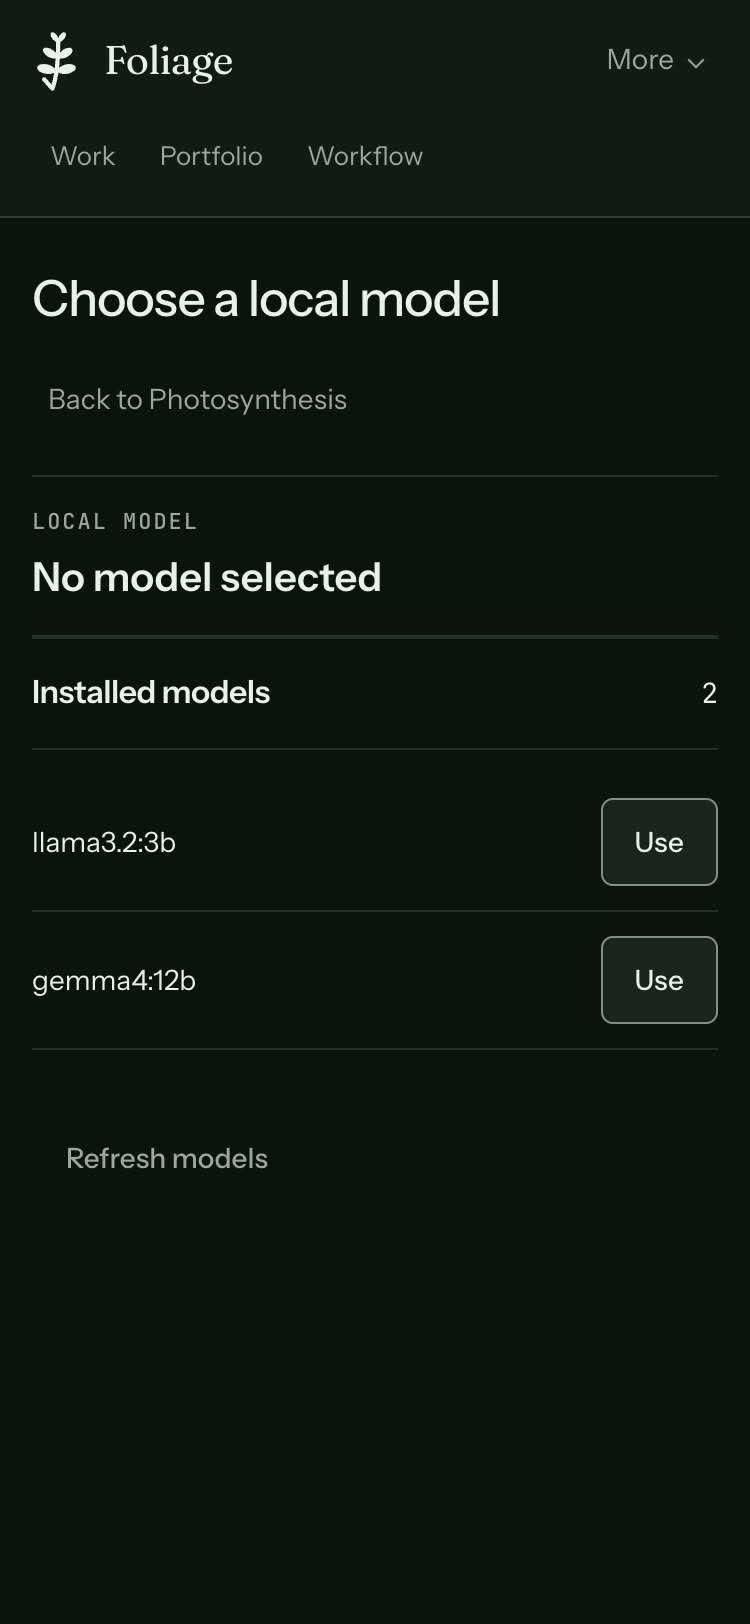 Foliage
More
Work Portfolio Workflow
Choose a local model
Back to Photosynthesis
LOCAL MODEL
No model selected
Installed models 2
llama3.2:3b Use
gemma4:12b Use
Refresh models